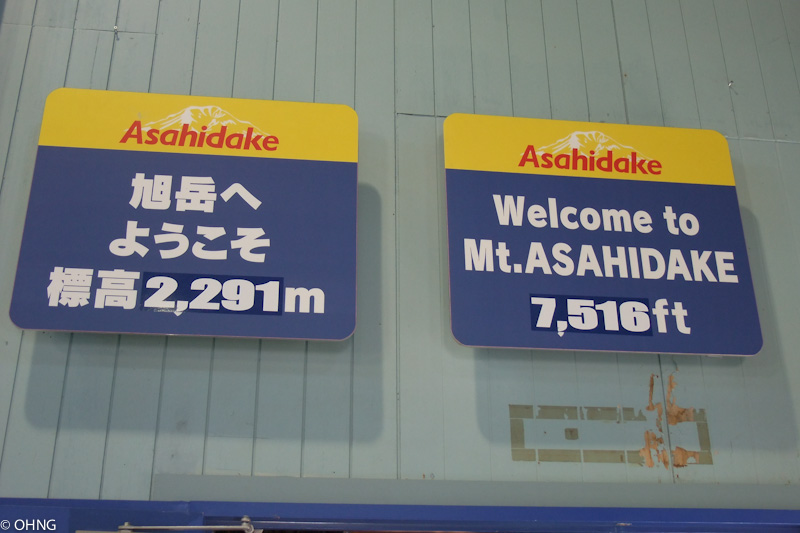 Asahidake
旭岳へ
ようこそ
標高2,291m
Asahidake
Welcome to
Mt.ASAHIDAKE
7,516ft
© OHNG